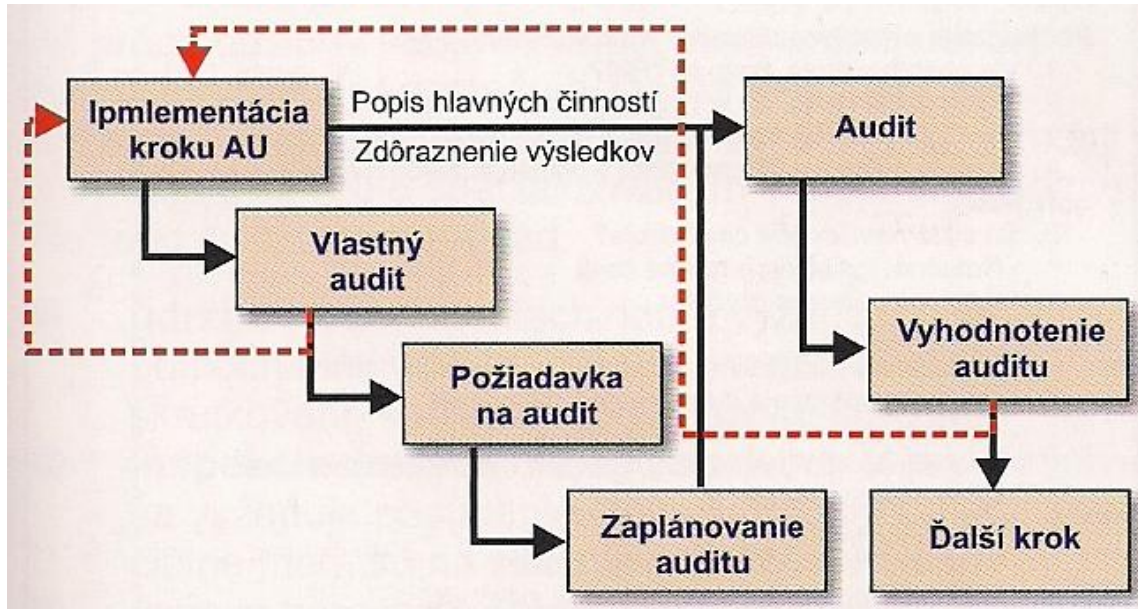 Ipmlementácia
kroku AU
Popis hlavných činností
Zdôraznenie výsledkov
Audit
Vlastný
audit
Vyhodnotenie
auditu
Požiadavka
na audit
Zaplánovanie
auditu
Ďalší krok